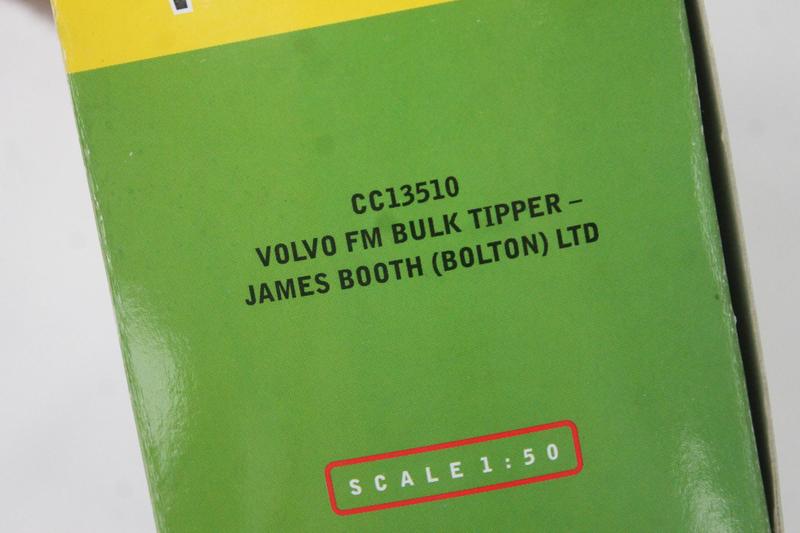 CC13510
VOLVO FM BULK TIPPER –
JAMES BOOTH (BOLTON) LTD
SCALE 1:50